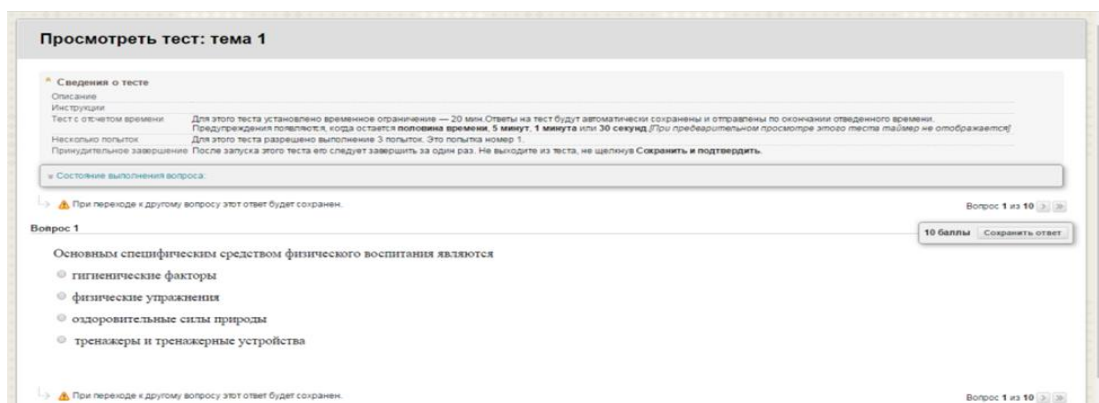 Просмотреть тест: тема 1
Сведения о тесте
Описание
Инструкции
Тест с отсчетом времени Для этого теста установлено временное ограничение — 20 мин.Ответы на тест будут автоматически сохранены и отправлены по окончании отведенного времени.
Предупреждения появляются, когда остается половина времени, 5 минут, 1 минута или 30 секунд.[При предварительном просмотре этого теста таймер не отображается]
Несколько попыток Для этого теста разрешено выполнение 3 попыток. Это попытка номер 1.
Принудительное завершение После запуска этого теста его следует завершить за один раз. Не выходите из теста, не щелкнув Сохранить и подтвердить.
Состояние выполнения вопроса:
При переходе к другому вопросу этот ответ будет сохранен. Вопрос 1 из 10 > >>
Вопрос 1 10 баллы Сохранить ответ
Основным специфическим средством физического воспитания являются
гигиенические факторы
физические упражнения
оздоровительные силы природы
тренажеры и тренажерные устройства
При переходе к другому вопросу этот ответ будет сохранен. Вопрос 1 из 10 > >>